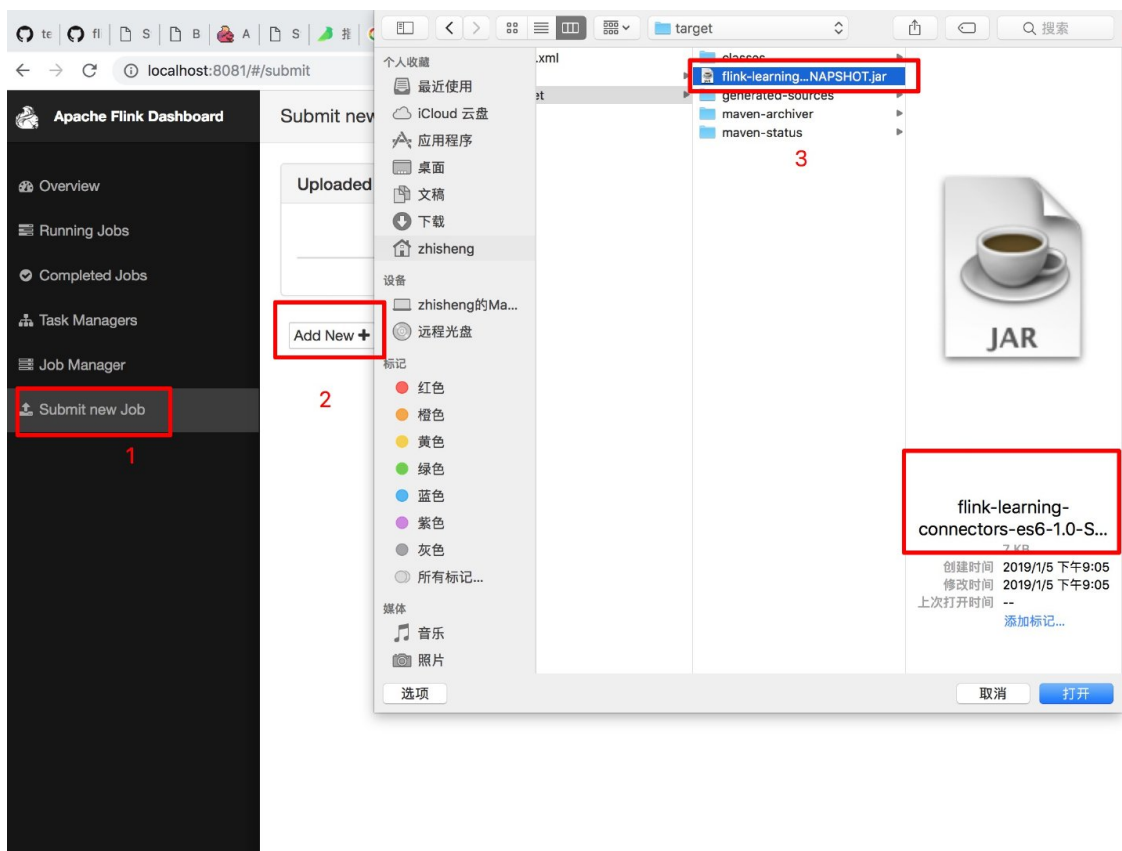 te
fl
S
B
A
S
target
搜索
localhost:8081/#/submit
Apache Flink Dashboard
Submit new
Overview
Running Jobs
Completed Jobs
Task Managers
Job Manager
Submit new Job
1
Uploaded
Add New +
2
个人收藏
最近使用
iCloud 云盘
应用程序
桌面
文稿
下载
zhisheng
设备
zhisheng的Ma...
远程光盘
标记
红色
橙色
黄色
绿色
蓝色
紫色
灰色
所有标记...
媒体
音乐
照片
.xml
et
classes
flink-learning...NAPSHOT.jar
generated-sources
maven-archiver
maven-status
3
JAR
flink-learning-
connectors-es6-1.0-S...
7 KB
创建时间 2019/1/5 下午9:05
修改时间 2019/1/5 下午9:05
上次打开时间 --
添加标记...
选项
取消
打开